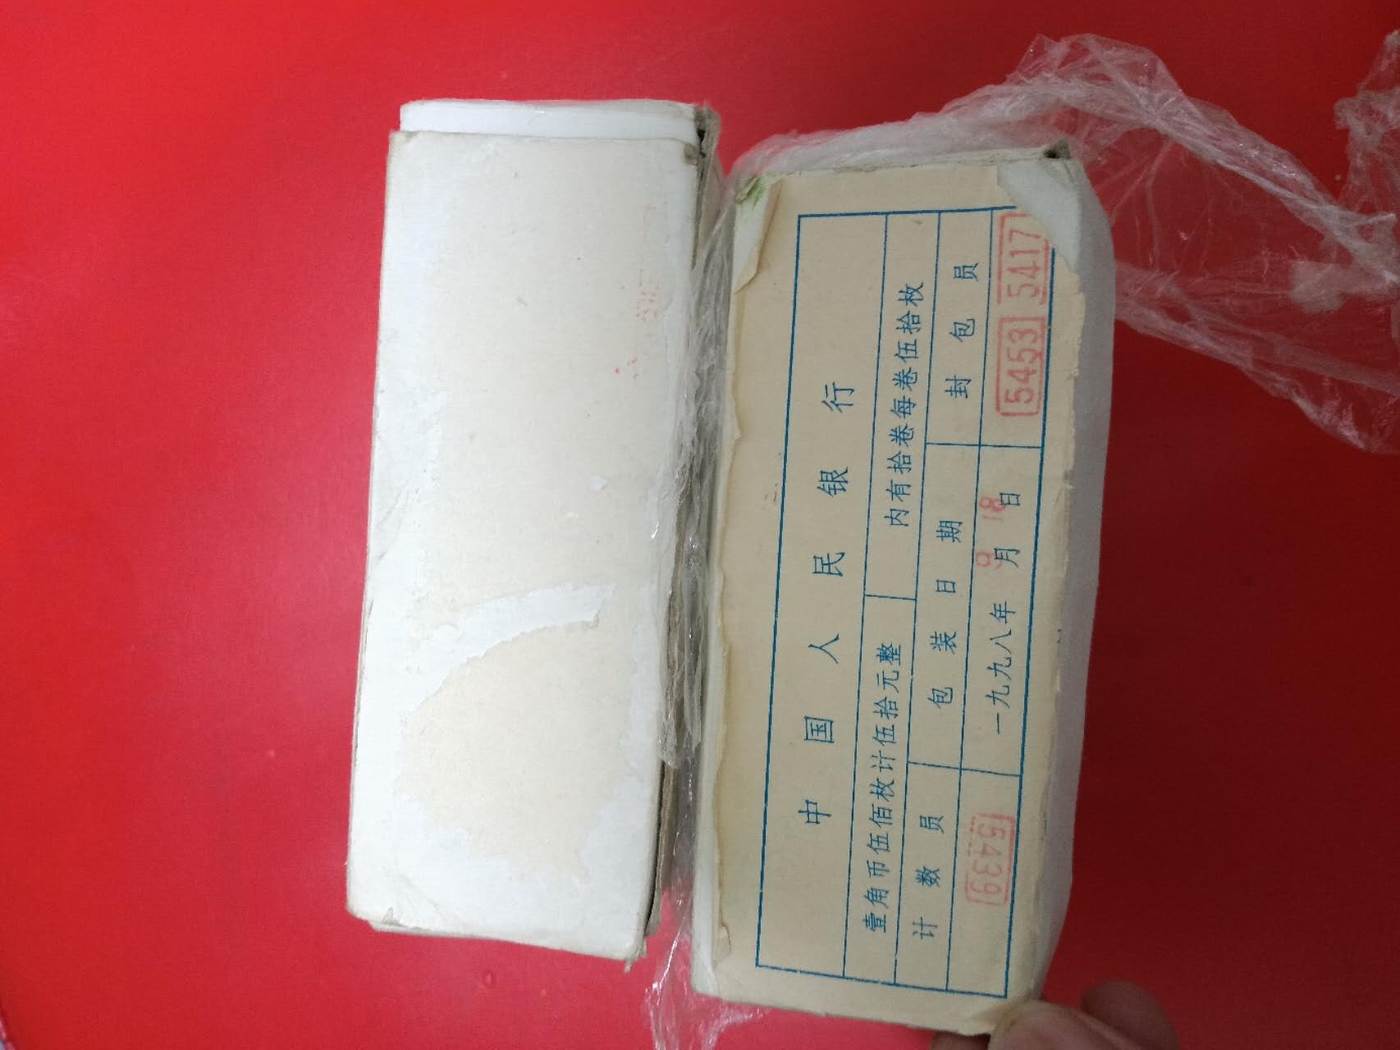 中国人民银行
壹角币伍佰枚计伍拾元整 内有拾卷每卷伍拾枚
计数员 包装日期 封包员
5439 一九九八年9月18日 5453 5417